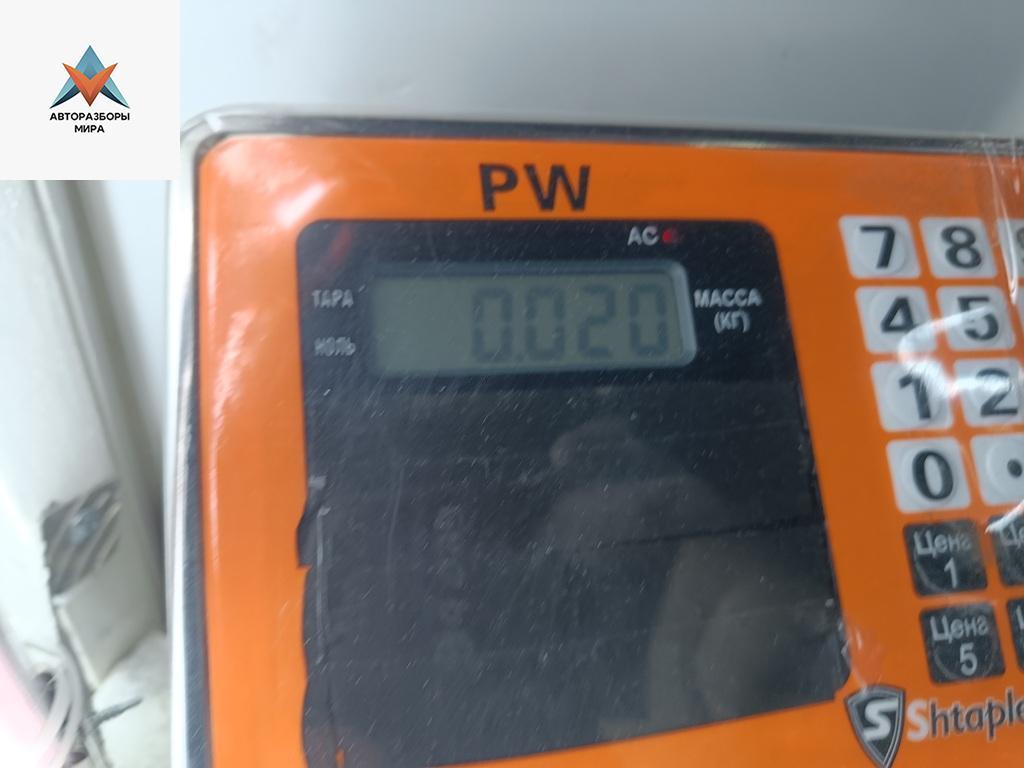 АВТОРАЗБОРЫ
МИРА
PW
AC
ТАРА
0.020
МАССА
(КГ)
НОЛЬ
7 8
4 5
1 2
0 .
Цена
1
Цена
5
S Shtaple